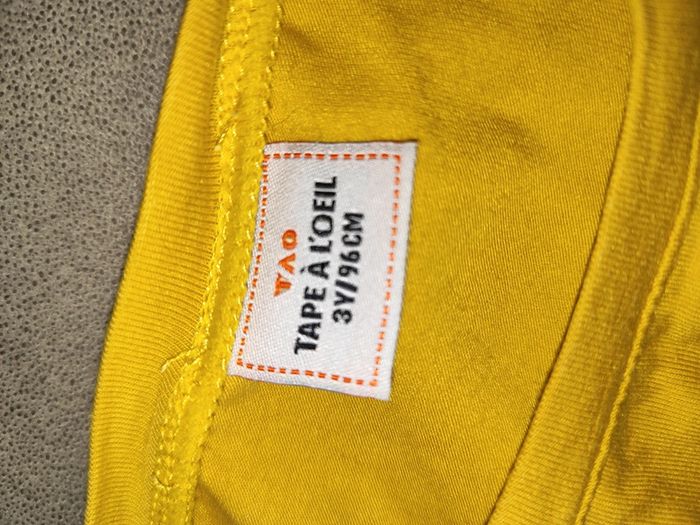 TAO
TAPE À L'OEIL
3Y/96CM